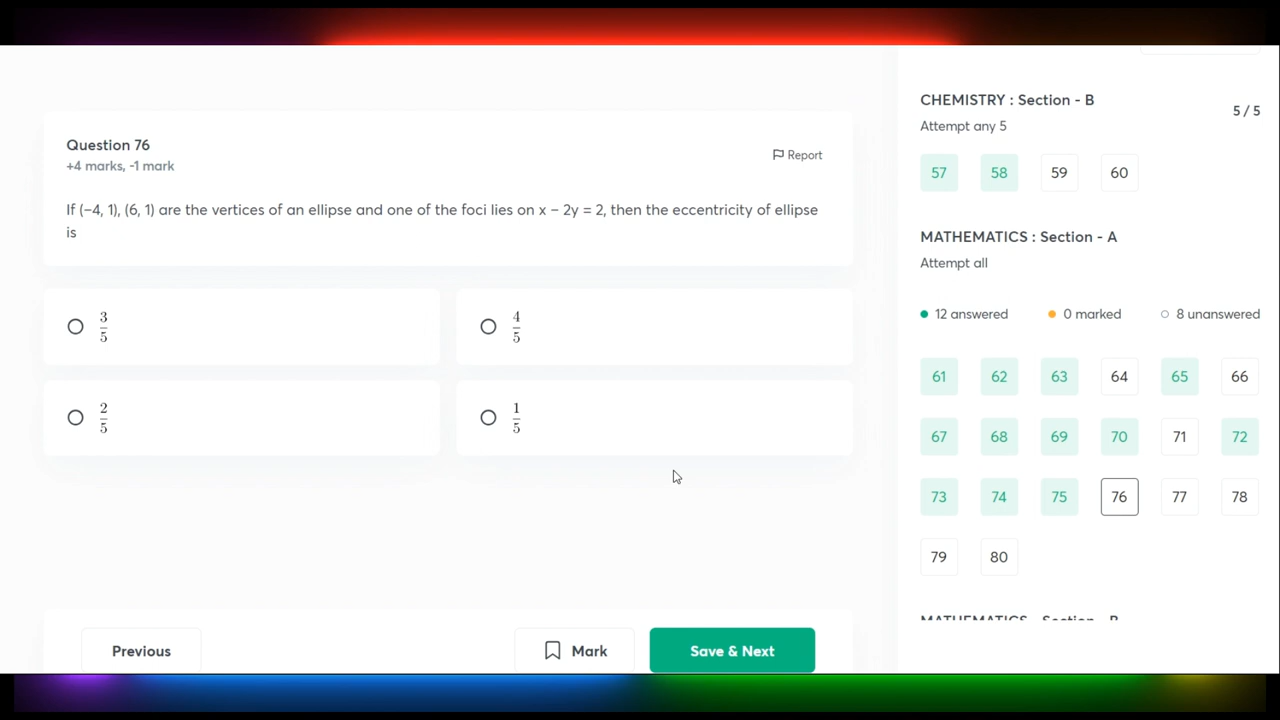 CHEMISTRY : Section - B
5 / 5
Attempt any 5
57 58 59 60
Question 76
+4 marks, -1 mark
Report
If (−4, 1), (6, 1) are the vertices of an ellipse and one of the foci lies on x − 2y = 2, then the eccentricity of ellipse
is
3/5
4/5
2/5
1/5
Previous
Mark
Save & Next
MATHEMATICS : Section - A
Attempt all
12 answered 0 marked 8 unanswered
61 62 63 64 65 66
67 68 69 70 71 72
73 74 75 76 77 78
79 80
MATHEMATICS : Section - B